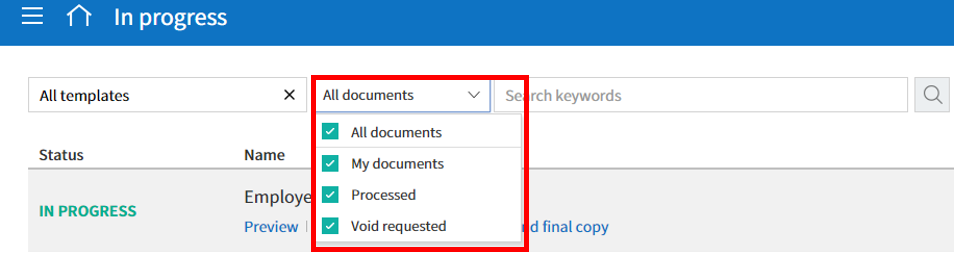 In progress
All templates All documents Search keywords
All documents
Status Name My documents
Processed
IN PROGRESS Employe
Preview Void requested d final copy